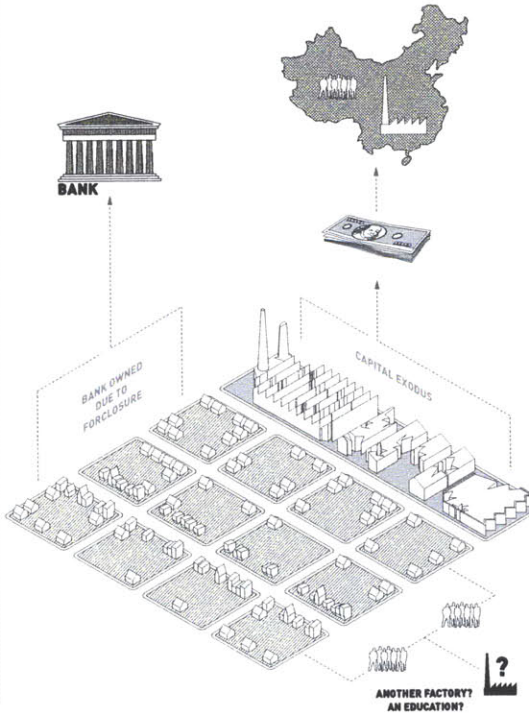 BANK
BANK OWNED
DUE TO
FORCLOSURE
CAPITAL EXODUS
?
ANOTHER FACTORY?
AN EDUCATION?